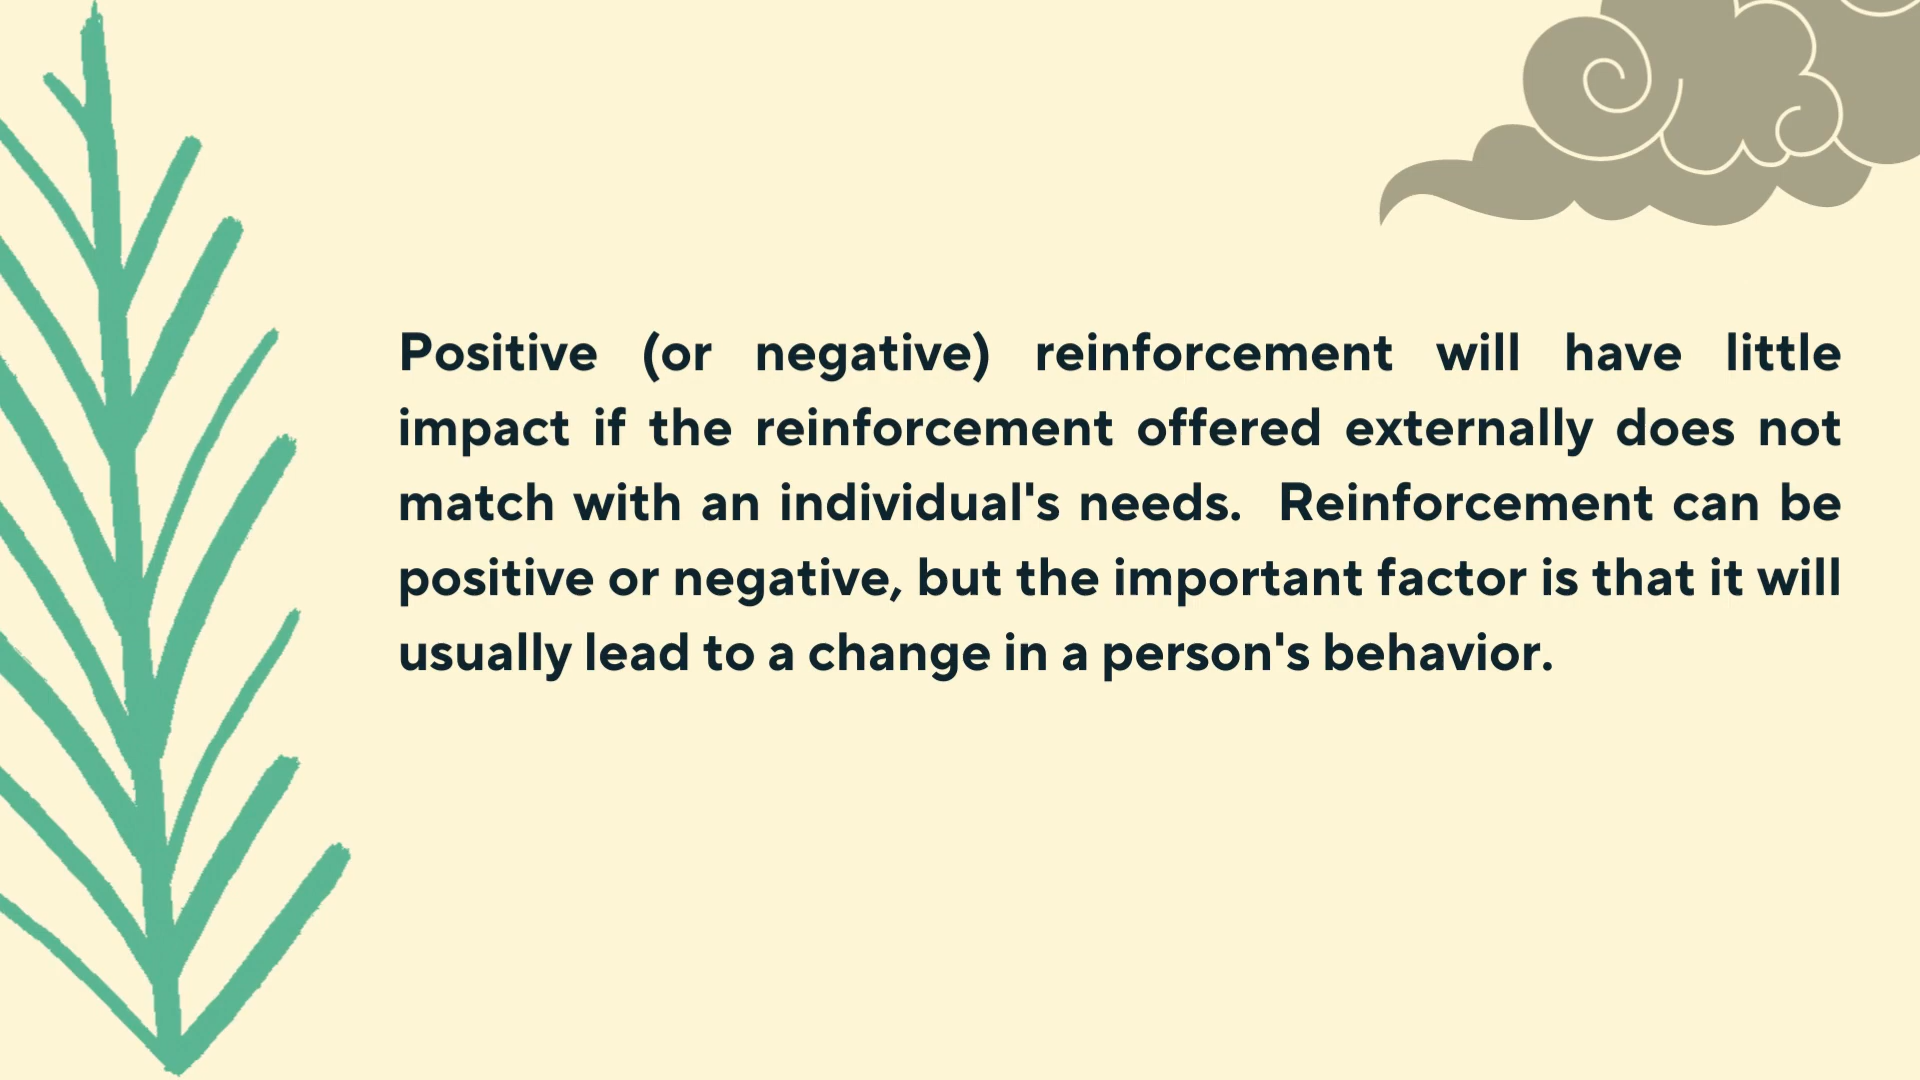 Positive (or negative) reinforcement will have little
impact if the reinforcement offered externally does not
match with an individual's needs.  Reinforcement can be
positive or negative, but the important factor is that it will
usually lead to a change in a person's behavior.